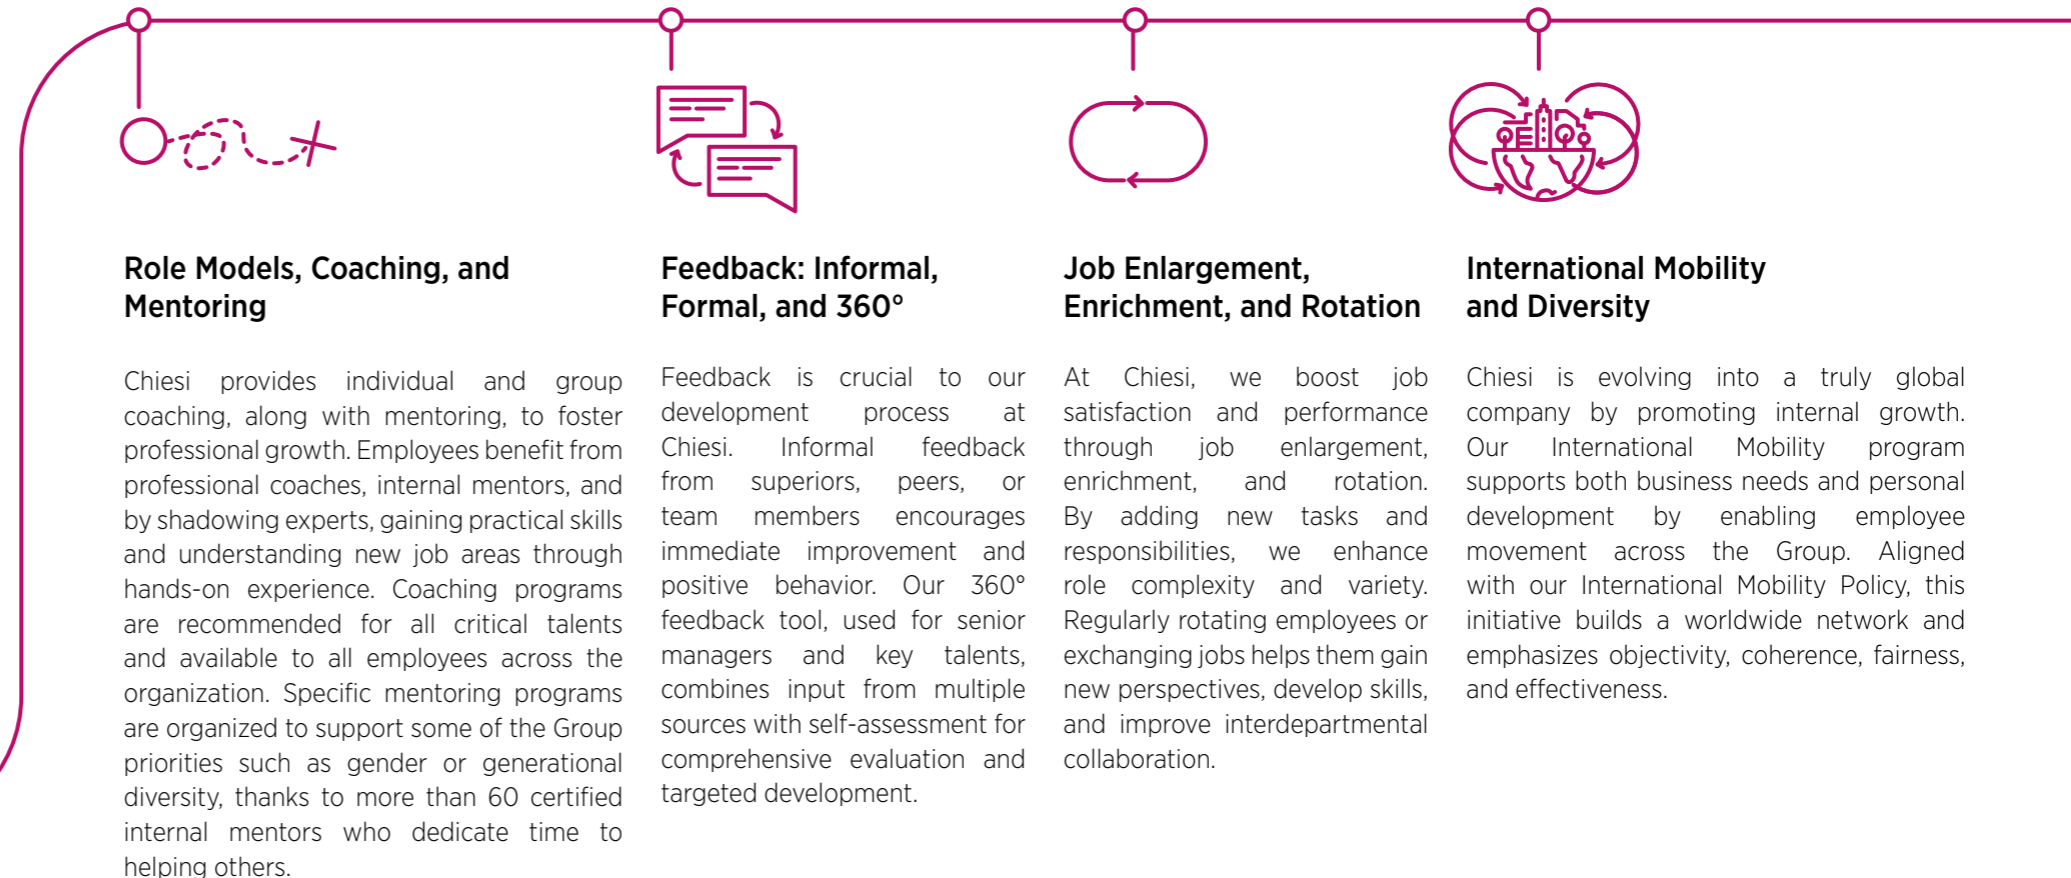 Role Models, Coaching, and
Mentoring
Chiesi provides individual and group
coaching, along with mentoring, to foster
professional growth. Employees benefit from
professional coaches, internal mentors, and
by shadowing experts, gaining practical skills
and understanding new job areas through
hands-on experience. Coaching programs
are recommended for all critical talents
and available to all employees across the
organization. Specific mentoring programs
are organized to support some of the Group
priorities such as gender or generational
diversity, thanks to more than 60 certified
internal mentors who dedicate time to
helping others.
Feedback: Informal,
Formal, and 360°
Feedback is crucial to our
development process at
Chiesi. Informal feedback
from superiors, peers, or
team members encourages
immediate improvement and
positive behavior. Our 360°
feedback tool, used for senior
managers and key talents,
combines input from multiple
sources with self-assessment for
comprehensive evaluation and
targeted development.
Job Enlargement,
Enrichment, and Rotation
At Chiesi, we boost job
satisfaction and performance
through job enlargement,
enrichment, and rotation.
By adding new tasks and
responsibilities, we enhance
role complexity and variety.
Regularly rotating employees or
exchanging jobs helps them gain
new perspectives, develop skills,
and improve interdepartmental
collaboration.
International Mobility
and Diversity
Chiesi is evolving into a truly global
company by promoting internal growth.
Our International Mobility program
supports both business needs and personal
development by enabling employee
movement across the Group. Aligned
with our International Mobility Policy, this
initiative builds a worldwide network and
emphasizes objectivity, coherence, fairness,
and effectiveness.